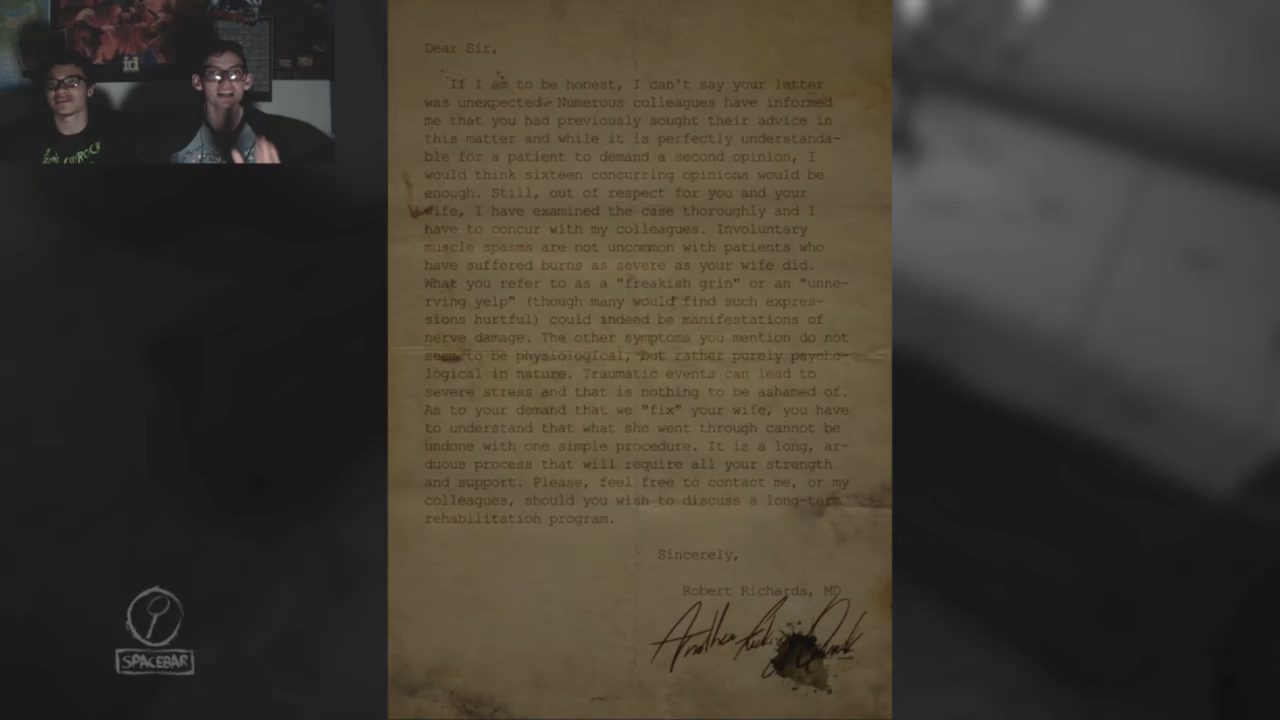 id
ROCK
Dear Sir,
If I am to be honest, I can't say your letter
was unexpected. Numerous colleagues have informed
me that you had previously sought their advice in
this matter and while it is perfectly understanda-
ble for a patient to demand a second opinion, I
would think sixteen concurring opinions would be
enough. Still, out of respect for you and your
wife, I have examined the case thoroughly and I
have to concur with my colleagues. Involuntary
muscle spasms are not uncommon with patients who
have suffered burns as severe as your wife did.
What you refer to as a "freakish grin" or an "unne-
rving yelp" (though many would find such expres-
sions hurtful) could indeed be manifestations of
nerve damage. The other symptoms you mention do not
seem to be physiological, but rather purely psycho-
logical in nature. Traumatic events can lead to
severe stress and that is nothing to be ashamed of.
As to your demand that we "fix" your wife, you have
to understand that what she went through cannot be
undone with one simple procedure. It is a long, ar-
duous process that will require all your strength
and support. Please, feel free to contact me, or my
colleagues, should you wish to discuss a long-term
rehabilitation program.
Sincerely,
Robert Richards, MD
Another
SPACEBAR